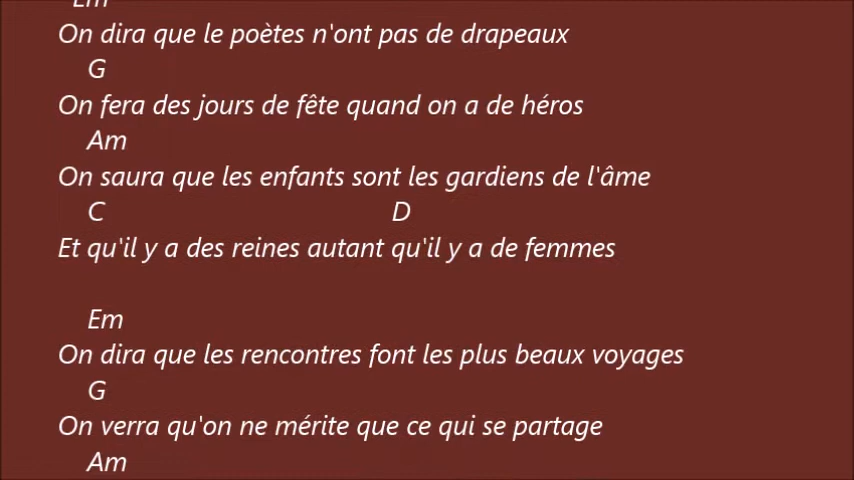 Em
On dira que le poètes n'ont pas de drapeaux
G
On fera des jours de fête quand on a de héros
Am
On saura que les enfants sont les gardiens de l'âme
C D
Et qu'il y a des reines autant qu'il y a de femmes
Em
On dira que les rencontres font les plus beaux voyages
G
On verra qu'on ne mérite que ce qui se partage
Am